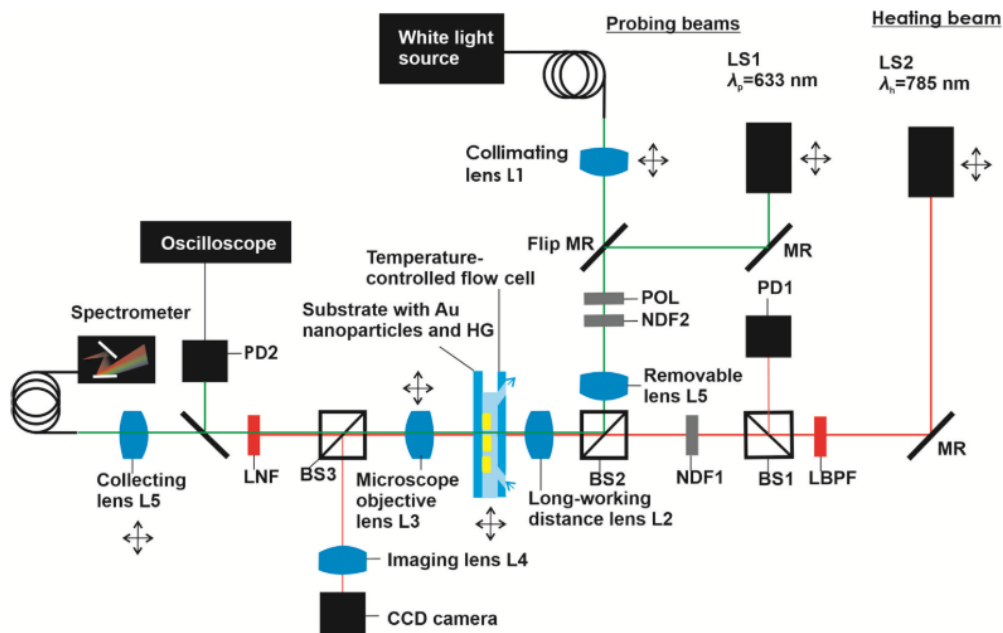 Probing beams
Heating beam
White light
source
LS1
λp=633 nm
LS2
λh=785 nm
Collimating
lens L1
Flip MR
MR
Oscilloscope
Temperature-
controlled flow cell
POL
NDF2
PD1
Substrate with Au
nanoparticles and HG
Spectrometer
PD2
Removable
lens L5
MR
LNF
BS3
BS2
NDF1
BS1
LBPF
Collecting
lens L5
Microscope
objective
lens L3
Long-working
distance lens L2
Imaging lens L4
CCD camera